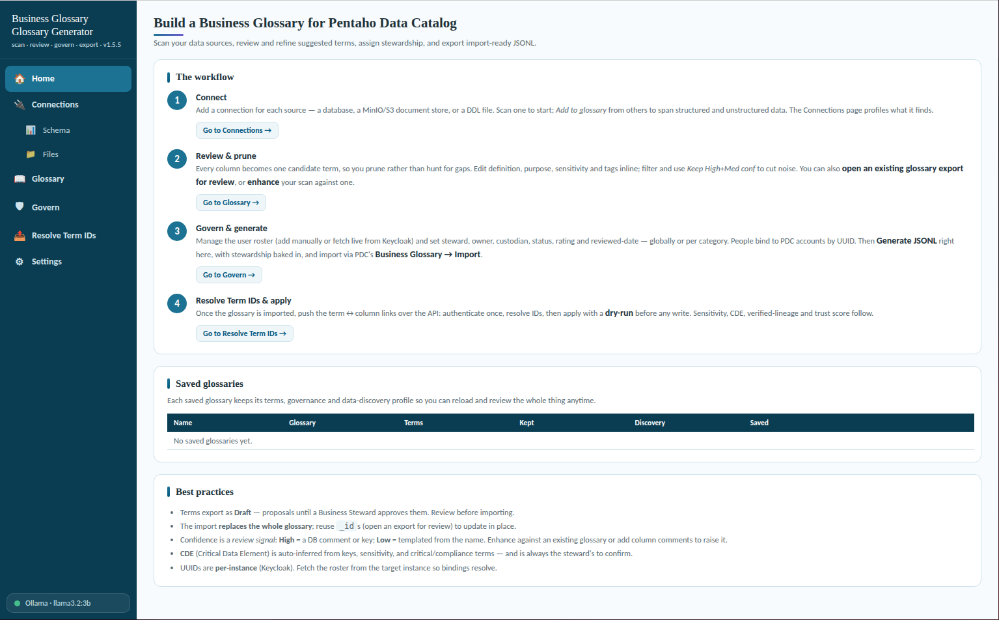 Business Glossary
Glossary Generator
scan · review · govern · export · v1.5.5
Home
Connections
Schema
Files
Glossary
Govern
Resolve Term IDs
Settings
Ollama · llama3.2:3b
Build a Business Glossary for Pentaho Data Catalog
Scan your data sources, review and refine suggested terms, assign stewardship, and export import-ready JSONL.
The workflow
1
Connect
Add a connection for each source — a database, a MinIO/S3 document store, or a DDL file. Scan one to start; Add to glossary from others to span structured and unstructured data. The Connections page profiles what it finds.
Go to Connections →
2
Review & prune
Every column becomes one candidate term, so you prune rather than hunt for gaps. Edit definition, purpose, sensitivity and tags inline; filter and use Keep High+Med conf to cut noise. You can also open an existing glossary export
for review, or enhance your scan against one.
Go to Glossary →
3
Govern & generate
Manage the user roster (add manually or fetch live from Keycloak) and set steward, owner, custodian, status, rating and reviewed-date — globally or per category. People bind to PDC accounts by UUID. Then Generate JSONL right
here, with stewardship baked in, and import via PDC's Business Glossary → Import.
Go to Govern →
4
Resolve Term IDs & apply
Once the glossary is imported, push the term ↔ column links over the API: authenticate once, resolve IDs, then apply with a dry-run before any write. Sensitivity, CDE, verified-lineage and trust score follow.
Go to Resolve Term IDs →
Saved glossaries
Each saved glossary keeps its terms, governance and data-discovery profile so you can reload and review the whole thing anytime.
Name Glossary Terms Kept Discovery Saved
No saved glossaries yet.
Best practices
• Terms export as Draft — proposals until a Business Steward approves them. Review before importing.
• The import replaces the whole glossary; reuse _id s (open an export for review) to update in place.
• Confidence is a review signal: High = a DB comment or key; Low = templated from the name. Enhance against an existing glossary or add column comments to raise it.
• CDE (Critical Data Element) is auto-inferred from keys, sensitivity, and critical/compliance terms — and is always the steward's to confirm.
• UUIDs are per-instance (Keycloak). Fetch the roster from the target instance so bindings resolve.